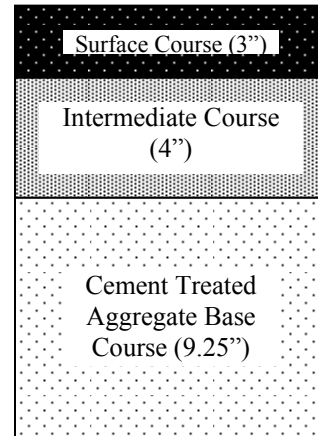 Surface Course (3”)
Intermediate Course
(4”)
Cement Treated
Aggregate Base
Course (9.25”)